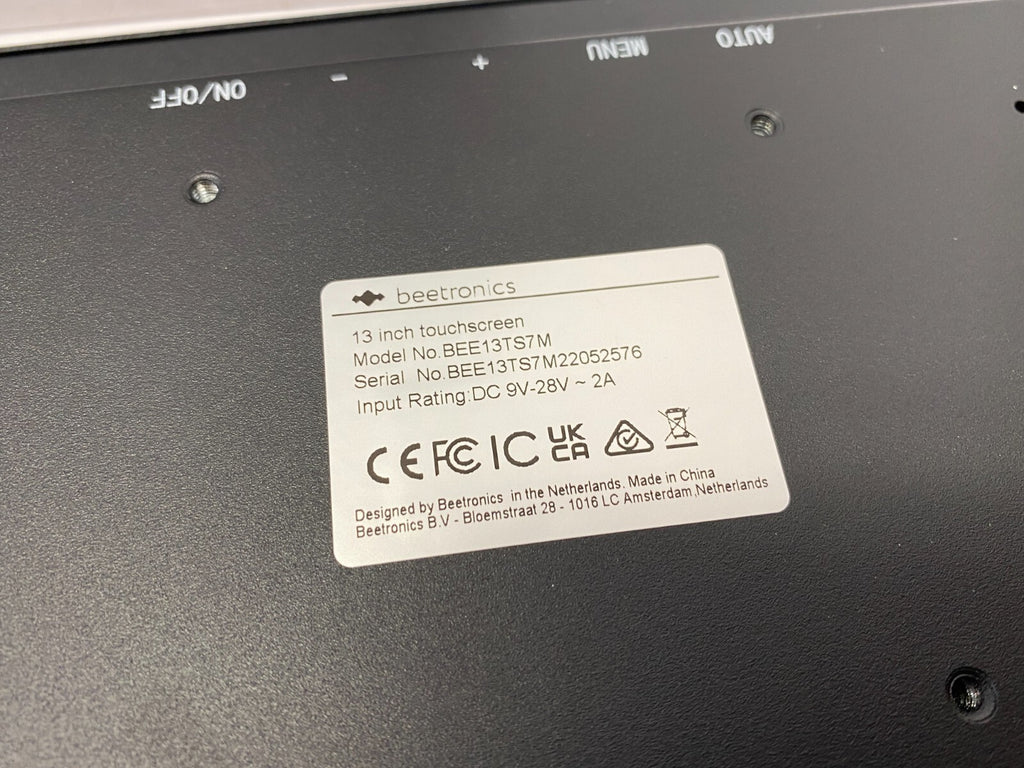 ON/OFF - + MENU AUTO
beetronics
13 inch touchscreen
Model No.BEE13TS7M
Serial No.BEE13TS7M22052576
Input Rating:DC 9V-28V ~ 2A
CE FC IC UK
CA
Designed by Beetronics in the Netherlands. Made in China
Beetronics B.V - Bloemstraat 28 - 1016 LC Amsterdam,Netherlands